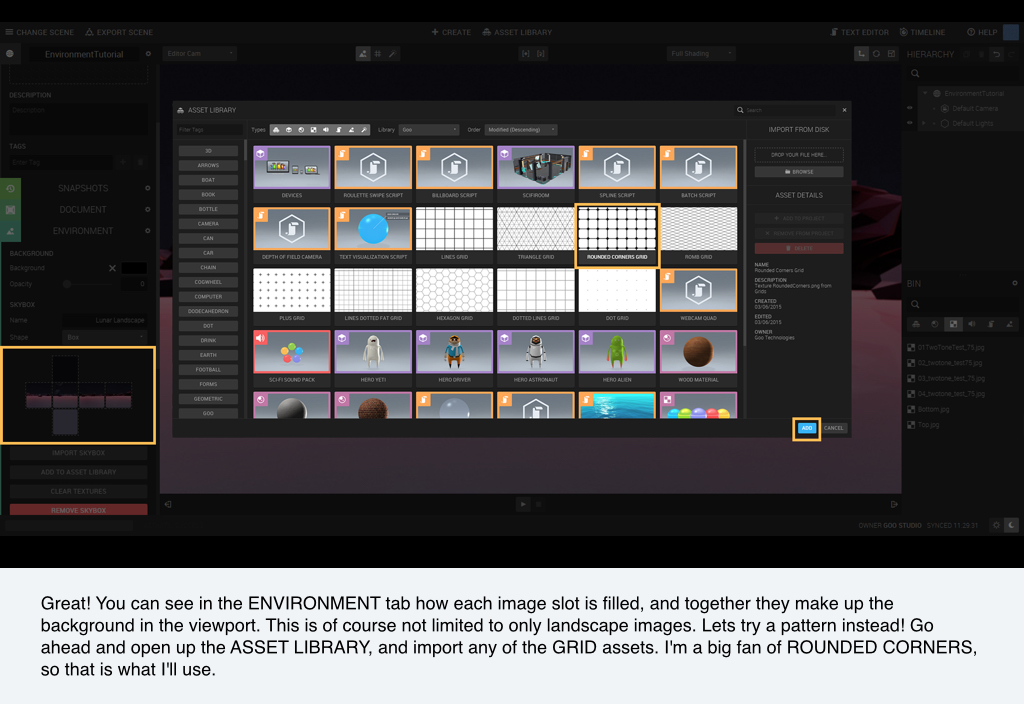 CHANGE SCENE
EXPORT SCENE
CREATE
ASSET LIBRARY
TEXT EDITOR
TIMELINE
HELP
EnvironmentTutorial
Editor Cam
Full Shading
HIERARCHY
DESCRIPTION
Description
TAGS
Enter Tag
SNAPSHOTS
DOCUMENT
ENVIRONMENT
BACKGROUND
Background
Opacity
0
SKYBOX
Name
Lunar Landscape
Shape
Box
IMPORT SKYBOX
ADD TO ASSET LIBRARY
CLEAR TEXTURES
REMOVE SKYBOX
ASSET LIBRARY
Search
Filter Tags
Types
Library
Goo
Order
Modified (Descending)
3D
ARROWS
BOAT
BOOK
BOTTLE
CAMERA
CAN
CAR
CHAIN
COGWHEEL
COMPUTER
DODECAHEDRON
DOT
DRINK
EARTH
FOOTBALL
FORMS
GEOMETRIC
GOO
DEVICES
ROULETTE SWIPE SCRIPT
BILLBOARD SCRIPT
SCIFIROOM
SPLINE SCRIPT
BATCH SCRIPT
DEPTH OF FIELD CAMERA
TEXT VISUALIZATION SCRIPT
LINES GRID
TRIANGLE GRID
ROUNDED CORNERS GRID
ROMB GRID
PLUS GRID
LINES DOTTED FAT GRID
HEXAGON GRID
DOTTED LINES GRID
DOT GRID
WEBCAM QUAD
SCI-FI SOUND PACK
HERO YETI
HERO DRIVER
HERO ASTRONAUT
HERO ALIEN
WOOD MATERIAL
IMPORT FROM DISK
DROP YOUR FILE HERE...
BROWSE
ASSET DETAILS
ADD TO PROJECT
REMOVE FROM PROJECT
DELETE
NAME
Rounded Corners Grid
DESCRIPTION
Texture RoundedCorners.png from
Grids
CREATED
03/06/2015
EDITED
03/06/2015
OWNER
Goo Technologies
ADD
CANCEL
EnvironmentTutorial
Default Camera
Default Lights
BIN
01TwoToneTest_75.jpg
02_twotone_test75.jpg
03_twotone_test_75.jpg
04_twotone_test_75.jpg
Bottom.jpg
Top.jpg
OWNER GOO STUDIO
SYNCED 11:28:31
Great! You can see in the ENVIRONMENT tab how each image slot is filled, and together they make up the
background in the viewport. This is of course not limited to only landscape images. Lets try a pattern instead! Go
ahead and open up the ASSET LIBRARY, and import any of the GRID assets. I'm a big fan of ROUNDED CORNERS,
so that is what I'll use.